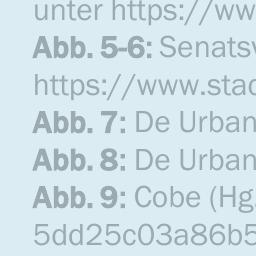 unter https://ww
Abb. 5-6: Senatsv
https://www.stad
Abb. 7: De Urban
Abb. 8: De Urban
Abb. 9: Cobe (Hg.
5dd25c03a86b5